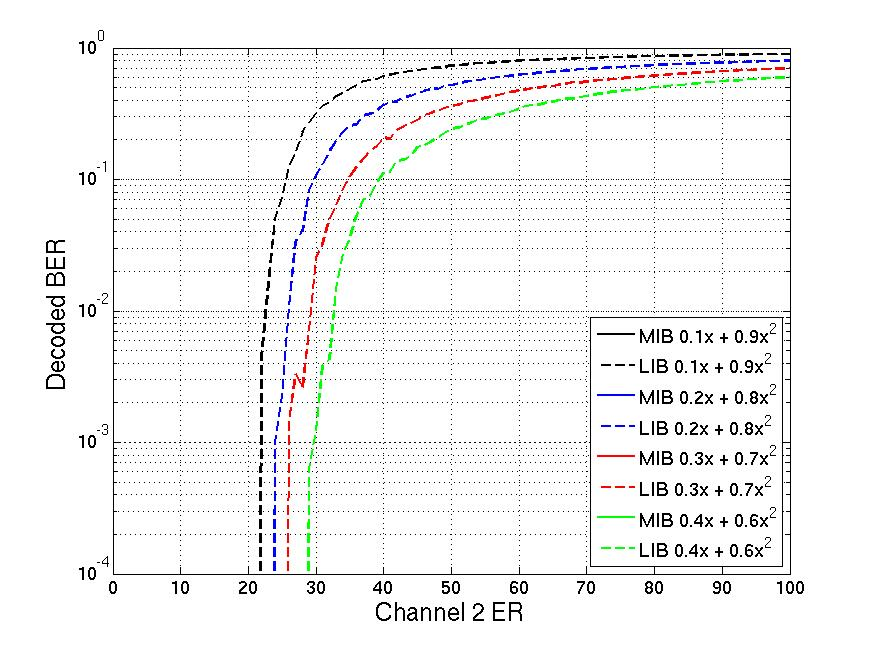 10^0
10^-1
10^-2
10^-3
10^-4
Decoded BER
MIB 0.1x + 0.9x^2
LIB 0.1x + 0.9x^2
MIB 0.2x + 0.8x^2
LIB 0.2x + 0.8x^2
MIB 0.3x + 0.7x^2
LIB 0.3x + 0.7x^2
MIB 0.4x + 0.6x^2
LIB 0.4x + 0.6x^2
0 10 20 30 40 50 60 70 80 90 100
Channel 2 ER